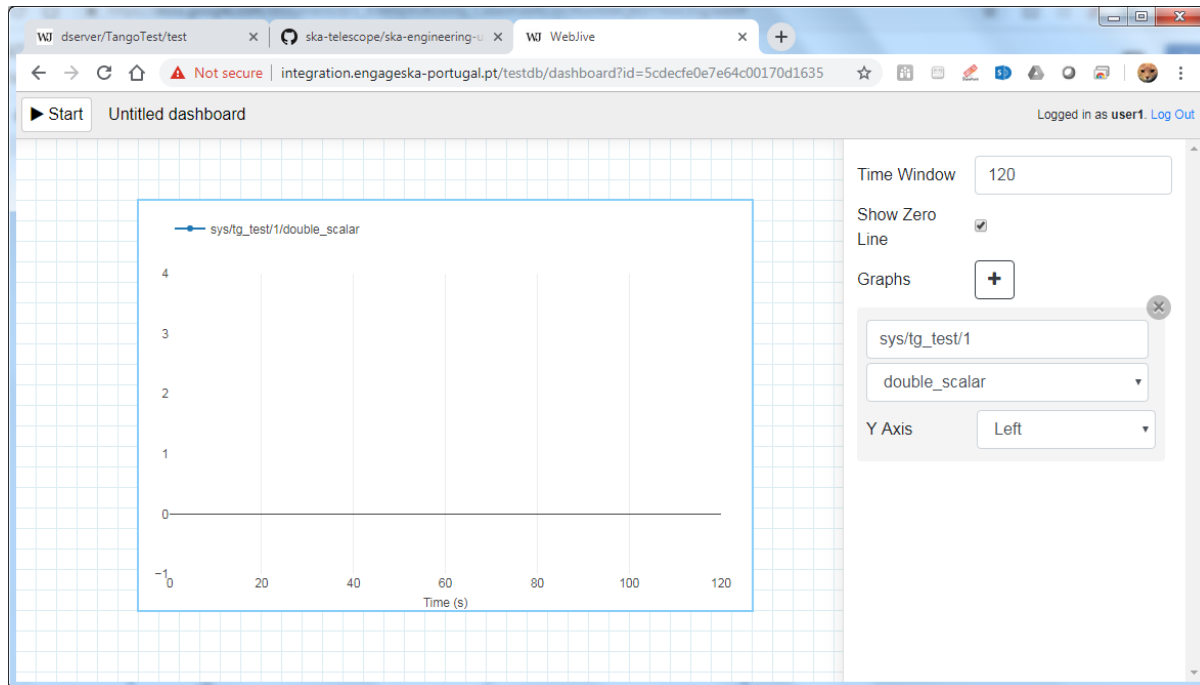 WJ dserver/TangoTest/test
ska-telescope/ska-engineering-u
WJ WebJive
Not secure | integration.engageska-portugal.pt/testdb/dashboard?id=5cdecfe0e7e64c00170d1635
Start
Untitled dashboard
Logged in as user1. Log Out
sys/tg_test/1/double_scalar
4
3
2
1
0
−1
0 20 40 60 80 100 120
Time (s)
Time Window 120
Show Zero
Line
Graphs
sys/tg_test/1
double_scalar
Y Axis Left